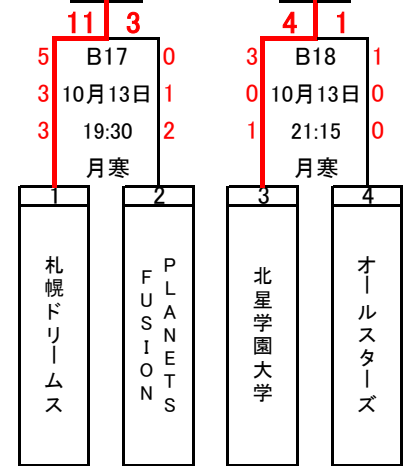 11 3
4 1
5 B17 0
3 10月13日 1
3 19:30 2
月寒
3 B18 1
0 10月13日 0
1 21:15 0
月寒
1
2
3
4
札幌ドリームス
PLANETS
FUSION
北星学園大学
オールスターズ